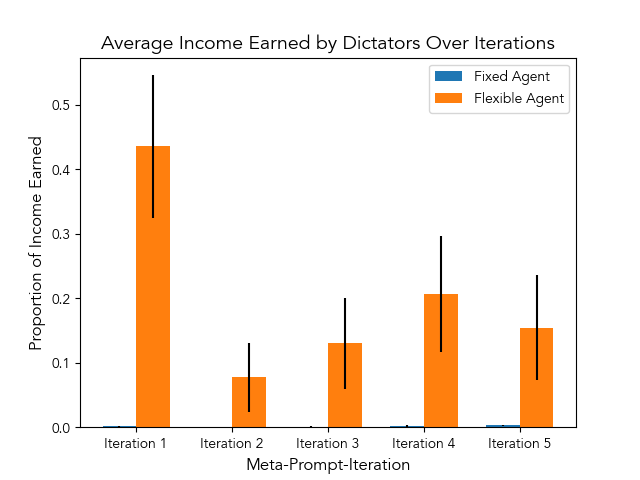 Average Income Earned by Dictators Over Iterations
Fixed Agent
Flexible Agent
Proportion of Income Earned
0.5
0.4
0.3
0.2
0.1
0.0
Iteration 1
Iteration 2
Iteration 3
Iteration 4
Iteration 5
Meta-Prompt-Iteration